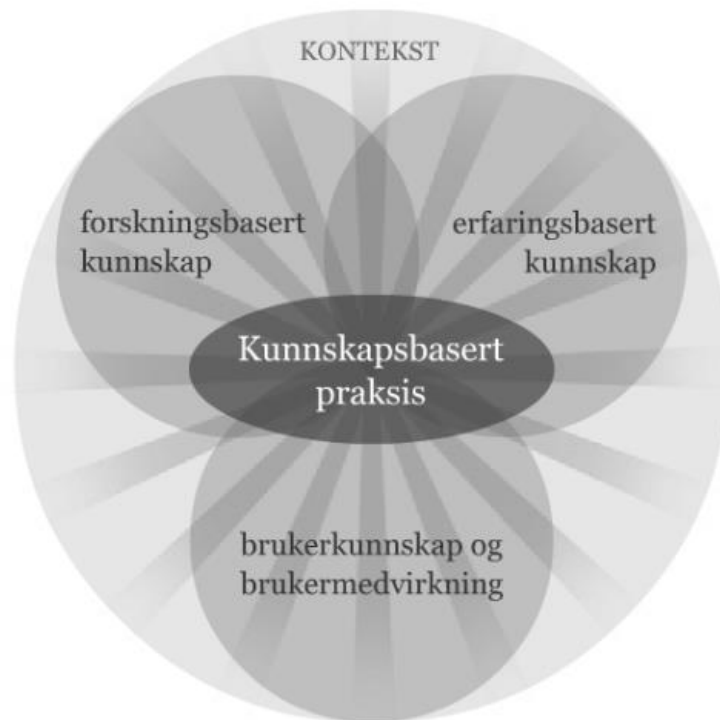 KONTEKST
forskningsbasert
kunnskap
erfaringsbasert
kunnskap
Kunnskapsbasert
praksis
brukerkunnskap og
brukermedvirkning